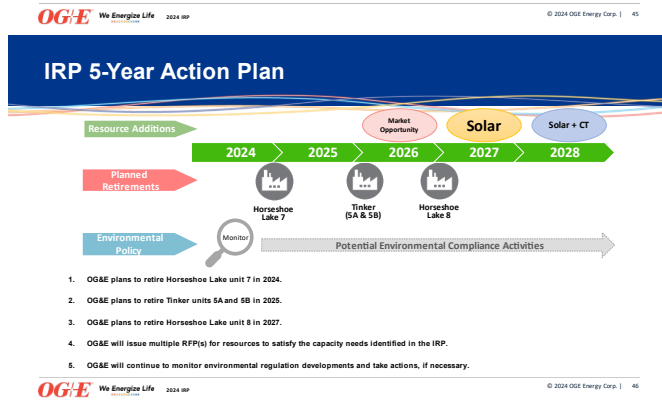 OG&E We Energize Life 2024 IRP © 2024 OGE Energy Corp. | 45
IRP 5-Year Action Plan
Resource Additions
Market
Opportunity
Solar
Solar + CT
2024 2025 2026 2027 2028
Planned
Retirements
Horseshoe
Lake 7
Tinker
(5A & 5B)
Horseshoe
Lake 8
Environmental
Policy
Monitor
Potential Environmental Compliance Activities
1. OG&E plans to retire Horseshoe Lake unit 7 in 2024.
2. OG&E plans to retire Tinker units 5A and 5B in 2025.
3. OG&E plans to retire Horseshoe Lake unit 8 in 2027.
4. OG&E will issue multiple RFP(s) for resources to satisfy the capacity needs identified in the IRP.
5. OG&E will continue to monitor environmental regulation developments and take actions, if necessary.
OG&E We Energize Life 2024 IRP © 2024 OGE Energy Corp. | 46